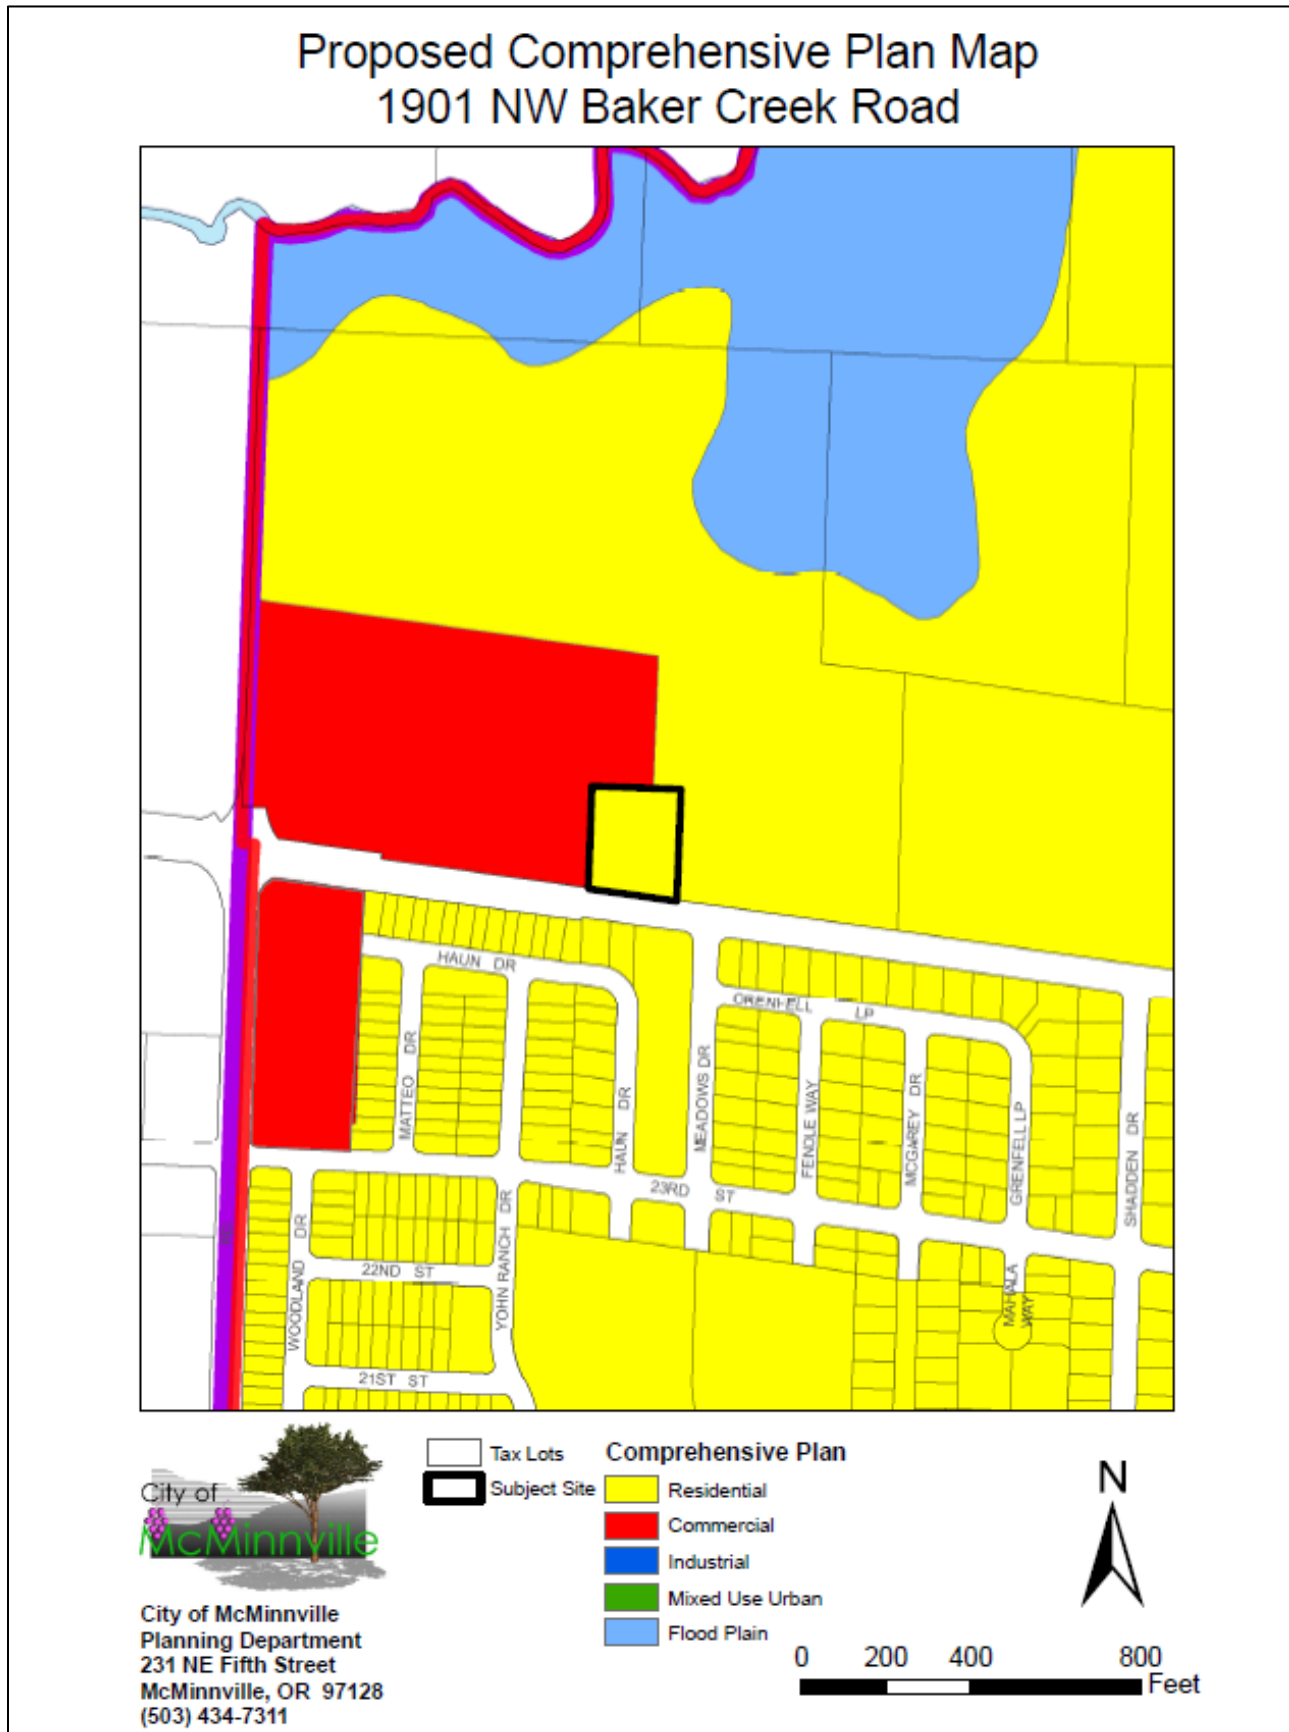 Proposed Comprehensive Plan Map
1901 NW Baker Creek Road
HAUN DR
MATTEO DR
HAUN DR
MEADOWS DR
GRENFELL LP
FENDLE WAY
MCGAREY DR
GRENFELL LP
SHADDEN DR
23RD ST
WOODLAND DR
22ND ST
YOHN RANCH DR
MAHALA
WAY
21ST ST
City of
McMinnville
Tax Lots
Subject Site
Comprehensive Plan
Residential
Commercial
Industrial
Mixed Use Urban
Flood Plain
N
0 200 400 800
Feet
City of McMinnville
Planning Department
231 NE Fifth Street
McMinnville, OR 97128
(503) 434-7311